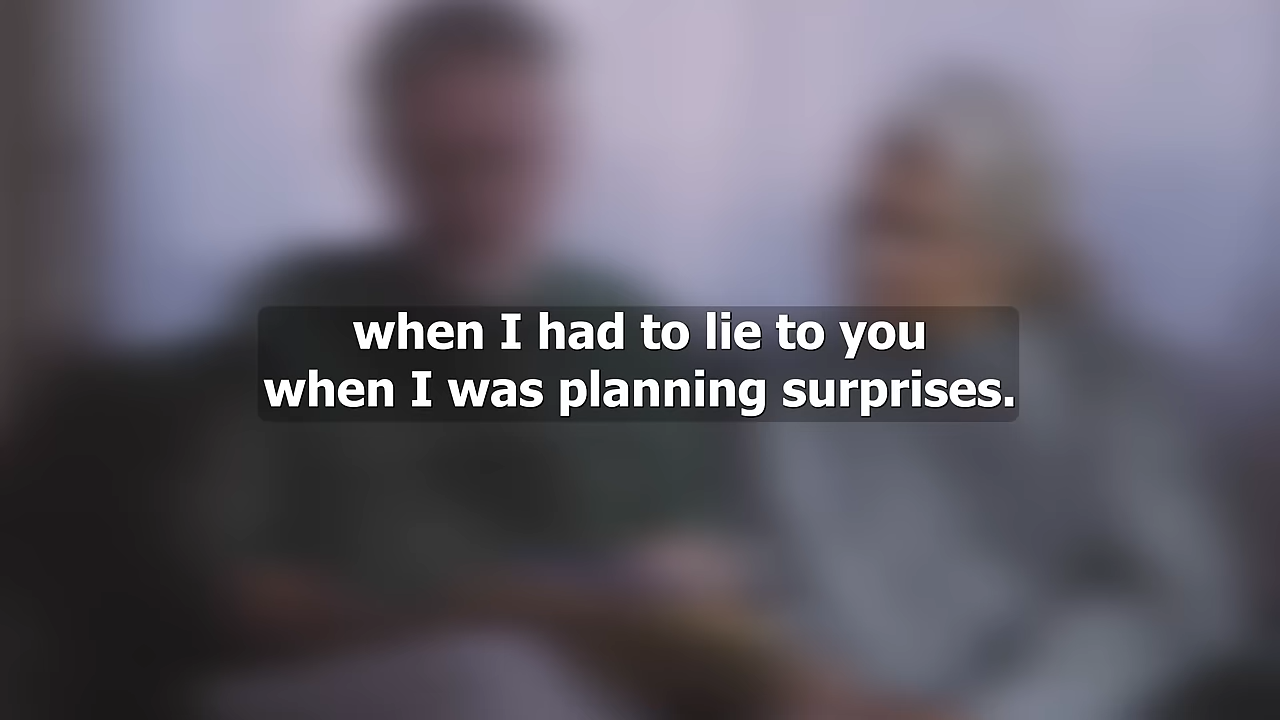 when I had to lie to you
when I was planning surprises.